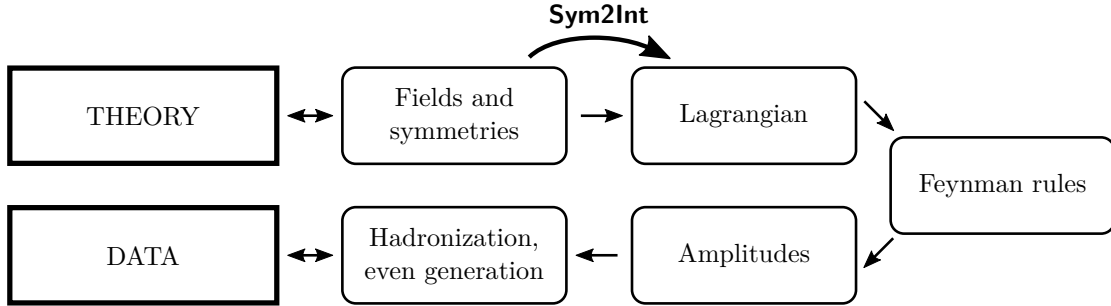 Sym2Int
THEORY
Fields and
symmetries
Lagrangian
Feynman rules
DATA
Hadronization,
even generation
Amplitudes